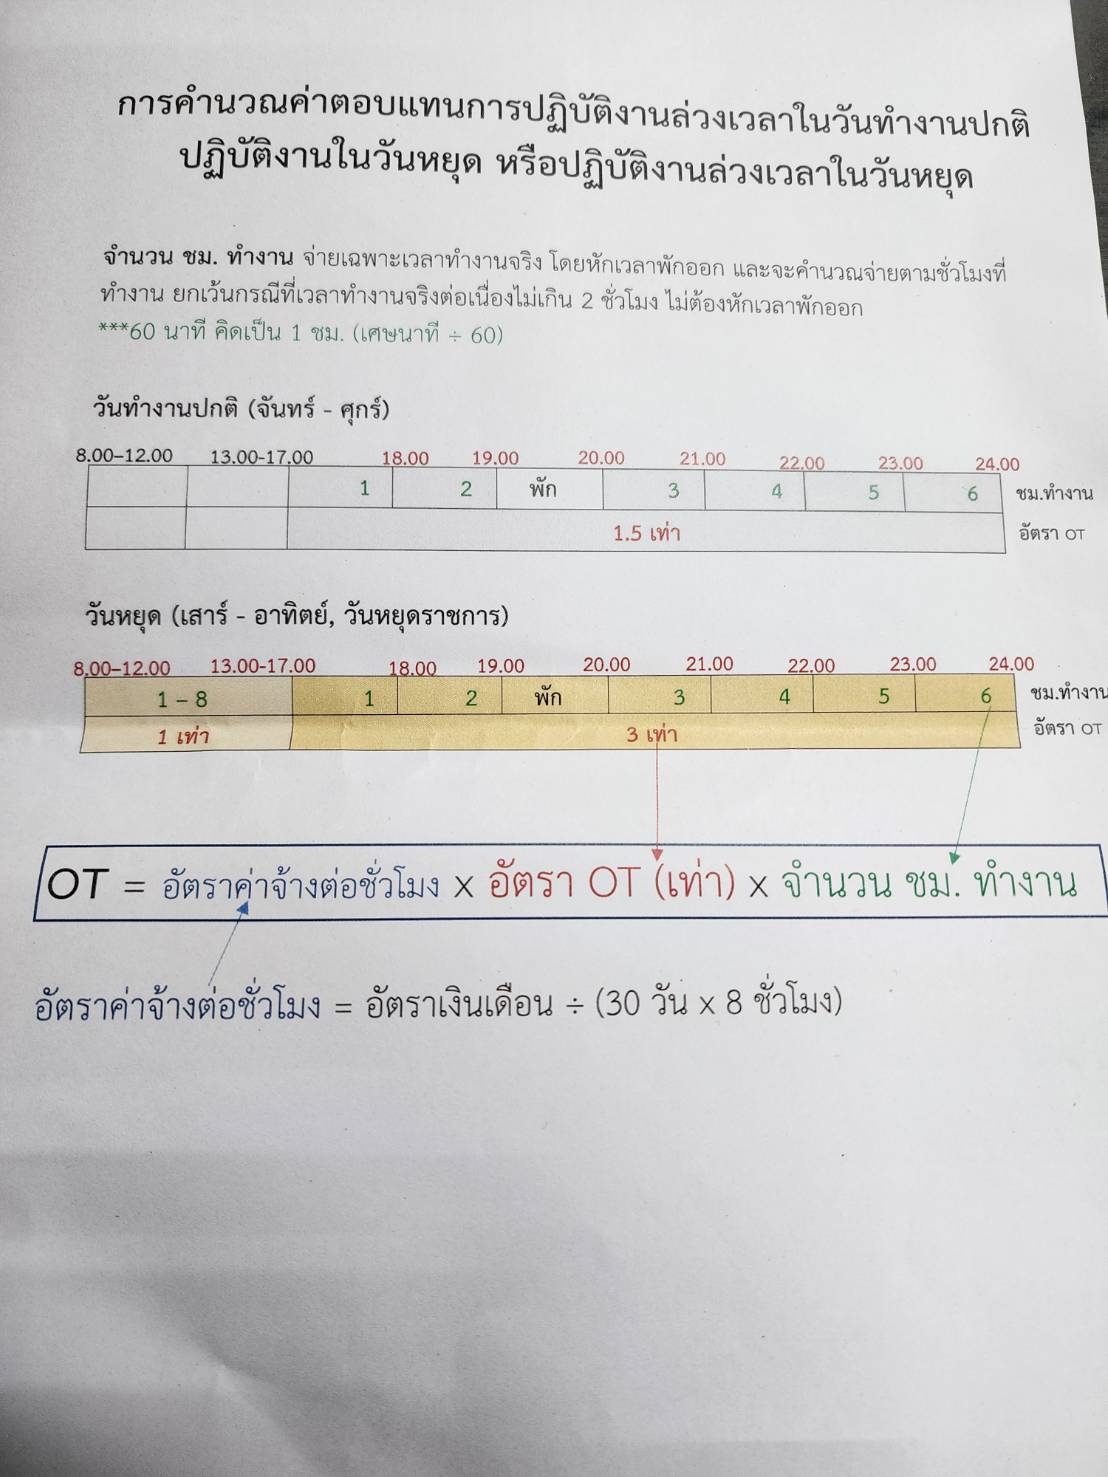 การคำนวณค่าตอบแทนการปฏิบัติงานล่วงเวลาในวันทำงานปกติ
ปฏิบัติงานในวันหยุด หรือปฏิบัติงานล่วงเวลาในวันหยุด
จำนวน ชม. ทำงาน จ่ายเฉพาะเวลาทำงานจริง โดยหักเวลาพักออก และจะคำนวณจ่ายตามชั่วโมงที่
ทำงาน ยกเว้นกรณีที่เวลาทำงานจริงต่อเนื่องไม่เกิน 2 ชั่วโมง ไม่ต้องหักเวลาพักออก
***60 นาที คิดเป็น 1 ชม. (เศษนาที ÷ 60)
วันทำงานปกติ (จันทร์ - ศุกร์)
8.00–12.00 13.00-17.00 18.00 19.00 20.00 21.00 22.00 23.00 24.00
1 2 พัก 3 4 5 6 ชม.ทำงาน
1.5 เท่า อัตรา OT
วันหยุด (เสาร์ - อาทิตย์, วันหยุดราชการ)
8.00–12.00 13.00-17.00 18.00 19.00 20.00 21.00 22.00 23.00 24.00
1 – 8 1 2 พัก 3 4 5 6 ชม.ทำงาน
1 เท่า 3 เท่า อัตรา OT
OT = อัตราค่าจ้างต่อชั่วโมง x อัตรา OT (เท่า) x จำนวน ชม. ทำงาน
อัตราค่าจ้างต่อชั่วโมง = อัตราเงินเดือน ÷ (30 วัน x 8 ชั่วโมง)